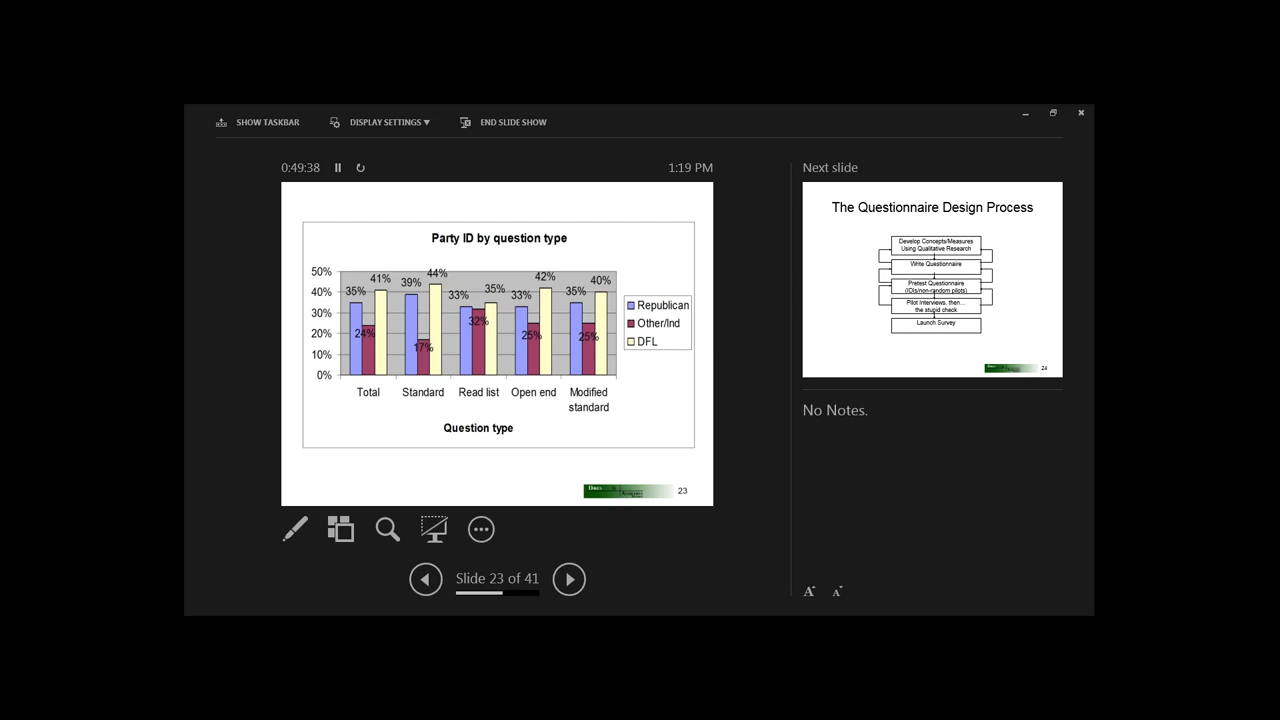 SHOW TASKBAR
DISPLAY SETTINGS ▼
END SLIDE SHOW
0:49:38
1:19 PM
Party ID by question type
50%
40%
30%
20%
10%
0%
35%
24%
41%
39%
17%
44%
33%
32%
35%
33%
25%
42%
35%
25%
40%
Total
Standard
Read list
Open end
Modified
standard
Question type
Republican
Other/Ind
DFL
23
Slide 23 of 41
Next slide
The Questionnaire Design Process
Develop Concepts/Measures
Using Qualitative Research
Write Questionnaire
Pretest Questionnaire
(IDIs/non-random pilots)
Pilot Interviews, then...
the stupid check
Launch Survey
24
No Notes.
A
A